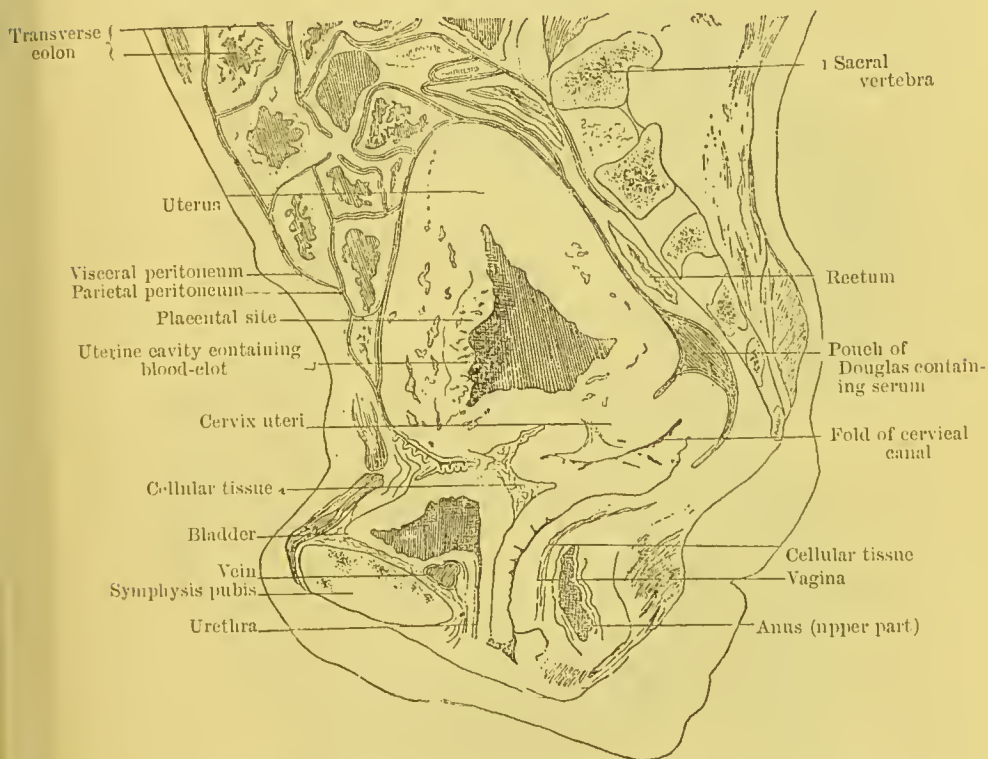 Transverse
colon
1 Sacral
vertebra
Uterus
Visceral peritoneum
Parietal peritoneum
Rectum
Placental site
Uterine cavity containing
blood-clot
Pouch of
Douglas contain-
ing serum
Cervix uteri
Fold of cervical
canal
Cellular tissue
Bladder
Cellular tissue
Vein
Vagina
Symphysis pubis
Urethra
Anus (upper part)